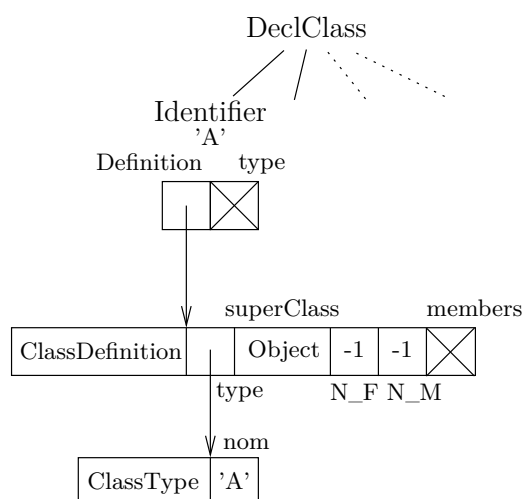 DeclClass
Identifier
'A'
Definition type
superClass members
ClassDefinition Object -1 -1
type N_F N_M
nom
ClassType 'A'